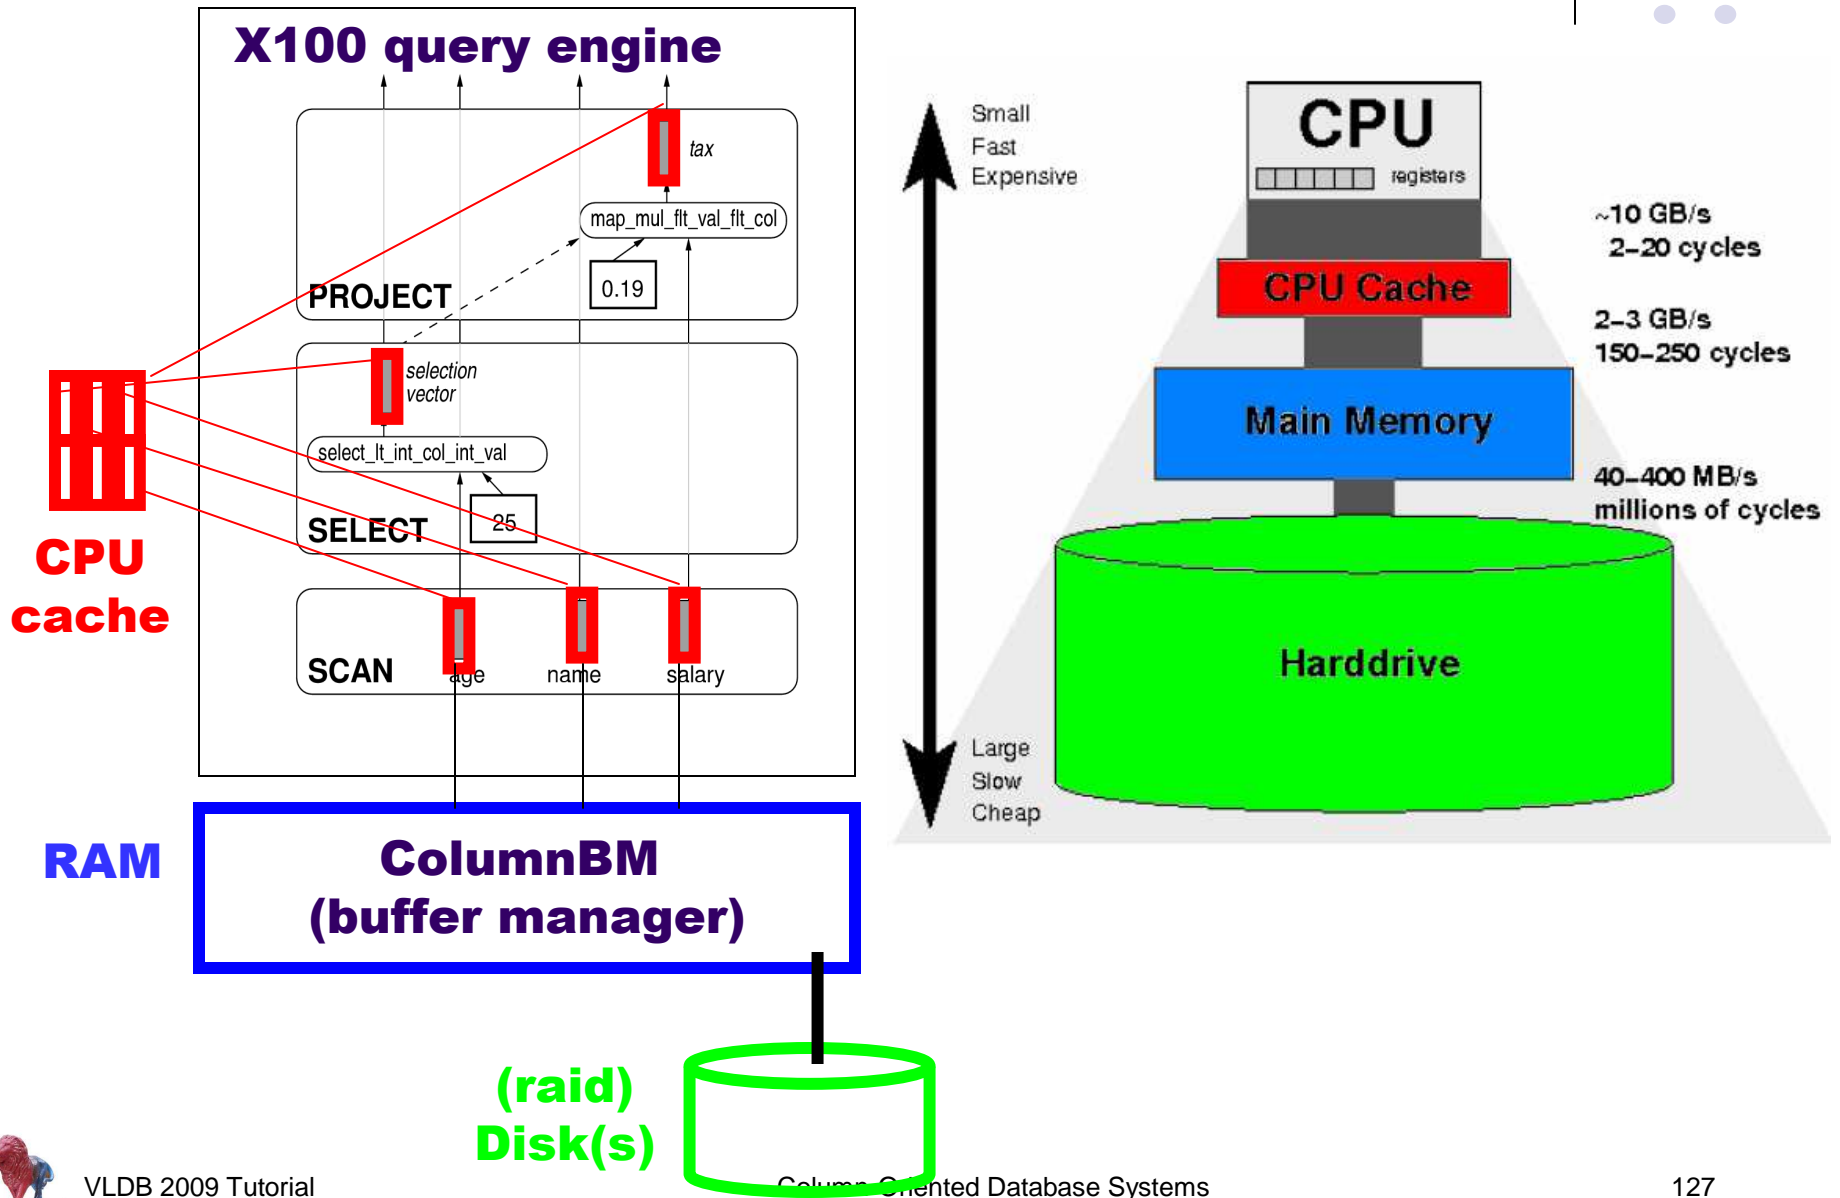 X100 query engine
tax
map_mul_flt_val_flt_col
0.19
PROJECT
selection
vector
select_lt_int_col_int_val
25
SELECT
SCAN
age
name
salary
CPU
cache
RAM
ColumnBM
(buffer manager)
(raid)
Disk(s)
Small
Fast
Expensive
CPU
registers
~10 GB/s
2-20 cycles
CPU Cache
2-3 GB/s
150-250 cycles
Main Memory
40-400 MB/s
millions of cycles
Harddrive
Large
Slow
Cheap
VLDB 2009 Tutorial
Column-Oriented Database Systems
127